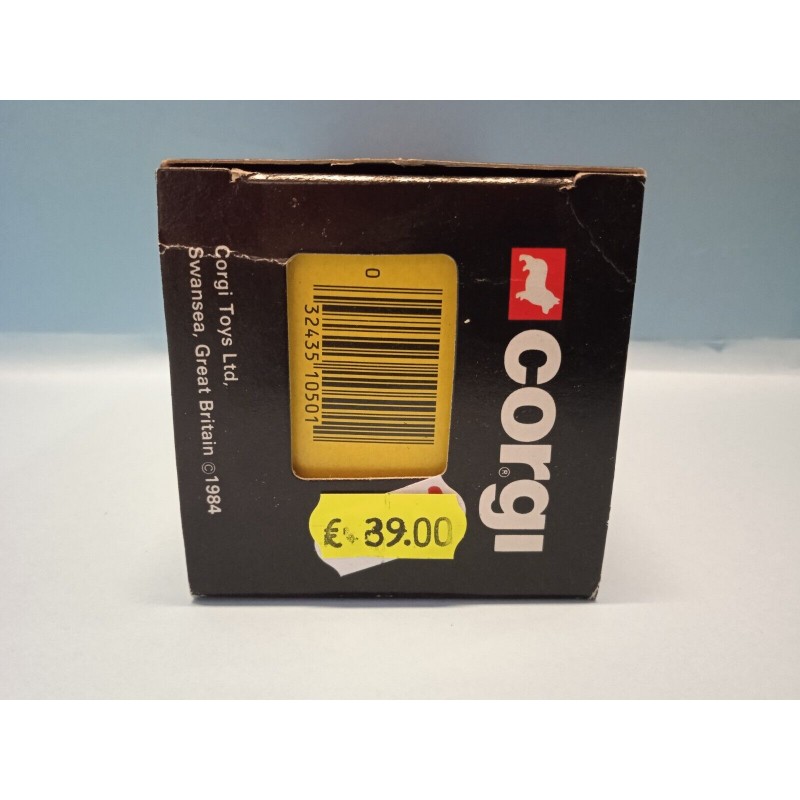 corgi®
0
32435 10501
Corgi Toys Ltd,
Swansea, Great Britain ©1984
€ 39.00